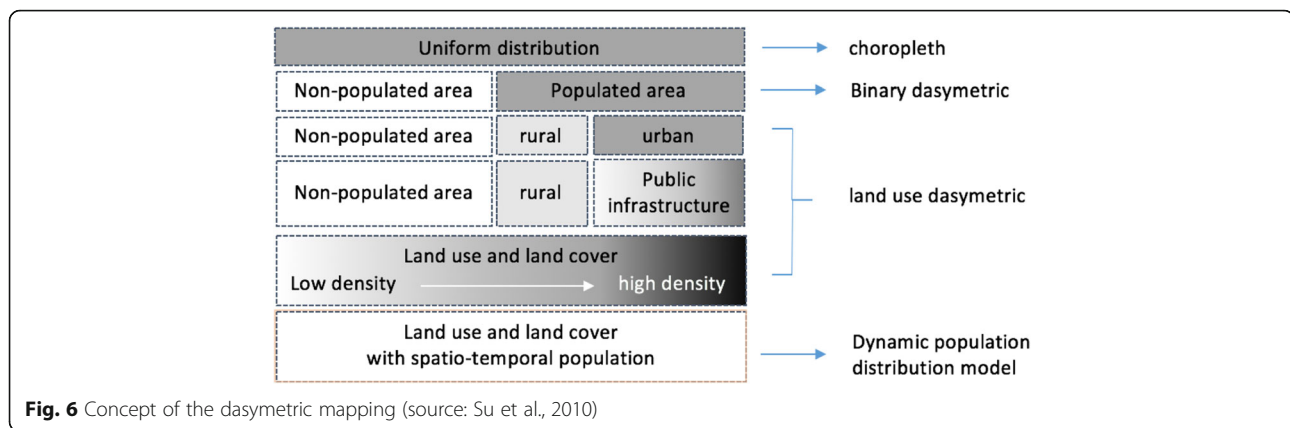 Uniform distribution
choropleth
Non-populated area
Populated area
Binary dasymetric
Non-populated area
rural
urban
Non-populated area
rural
Public
infrastructure
land use dasymetric
Land use and land cover
Low density
high density
Land use and land cover
with spatio-temporal population
Dynamic population
distribution model
Fig. 6 Concept of the dasymetric mapping (source: Su et al., 2010)